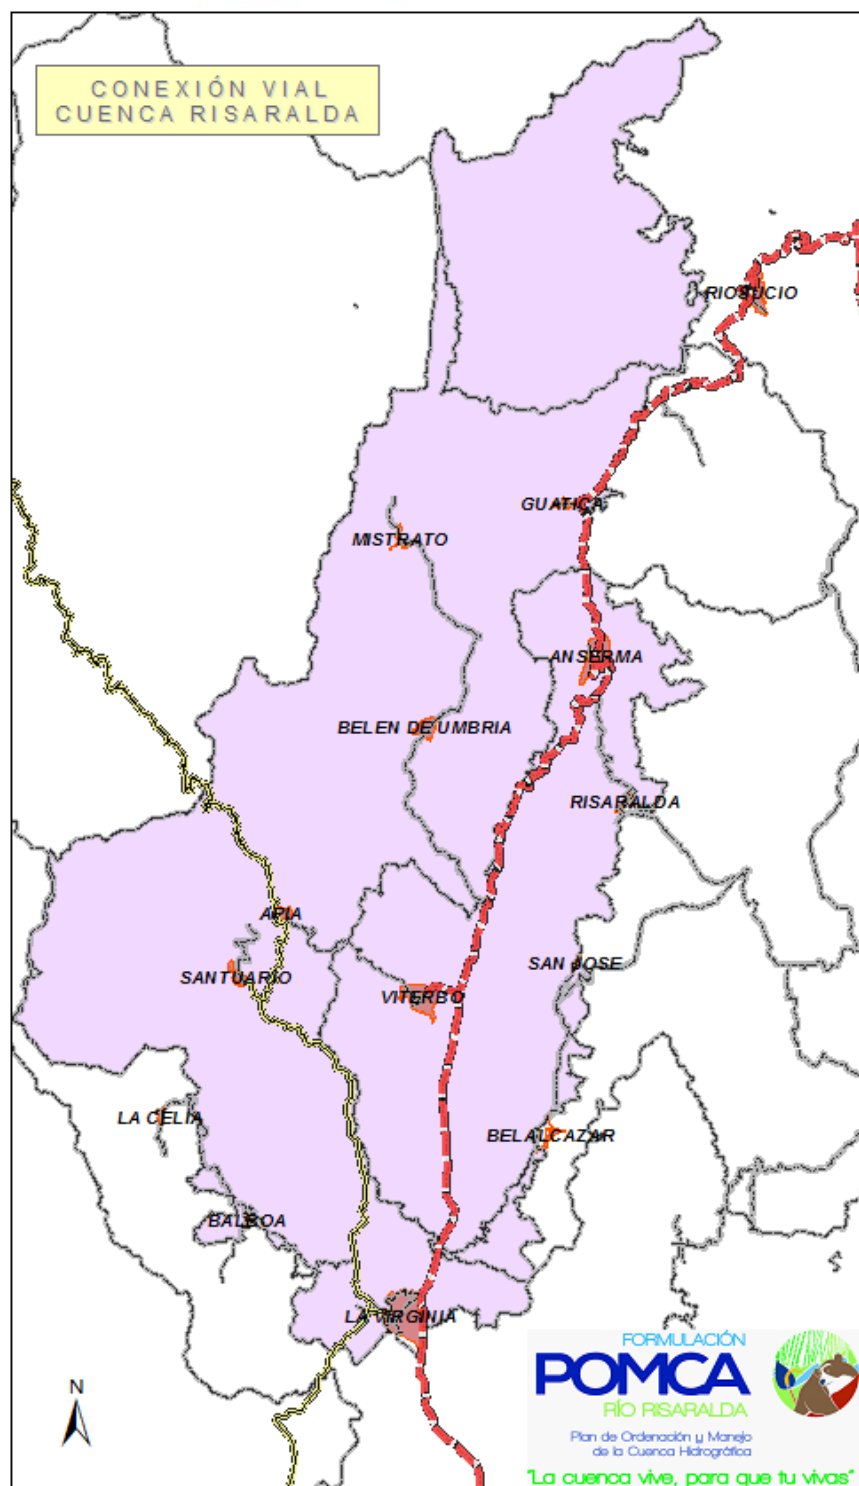 CONEXIÓN VIAL
CUENCA RISARALDA
RIOSUCIO
GUATICA
MISTRATO
ANSERMA
BELEN DE UMBRIA
RISARALDA
APIA
SAN JOSE
SANTUARIO
VITERBO
LA CELIA
BELALCAZAR
BALBOA
LA VIRGINIA
N
FORMULACIÓN
POMCA
RÍO RISARALDA
Plan de Ordenación y Manejo
de la Cuenca Hidrográfica
"La cuenca vive, para que tu vivas"